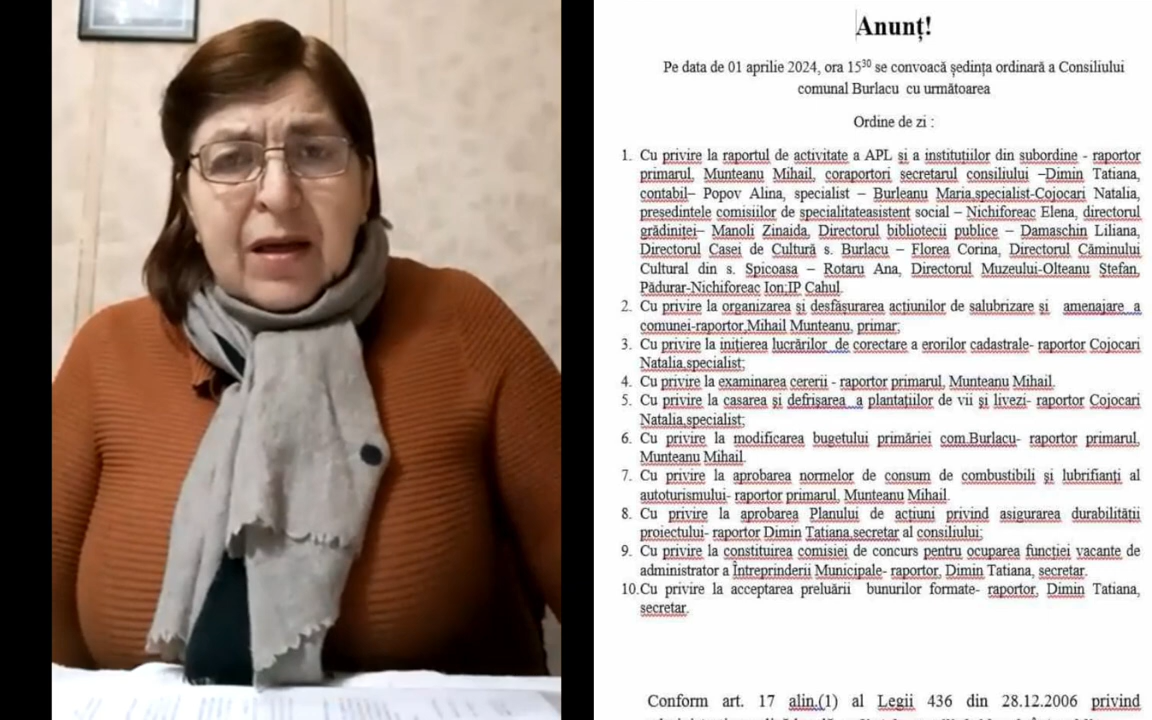 Anunț!
Pe data de 01 aprilie 2024, ora 15³⁰ se convoacă ședința ordinară a Consiliului
comunal Burlacu cu următoarea
Ordine de zi :
1. Cu privire la raportul de activitate a APL și a instituțiilor din subordine - raportor
primarul, Munteanu Mihail, coraportori secretarul consiliului –Dimin Tatiana,
contabil– Popov Alina, specialist – Burleanu Maria,specialist-Cojocari Natalia,
președintele comisiilor de specialitateasistent social – Nichiforeac Elena, directorul
grădiniței– Manoli Zinaida, Directorul bibliotecii publice – Damaschin Liliana,
Directorul Casei de Cultură s. Burlacu – Florea Corina, Directorul Căminului
Cultural din s. Spicoasa – Rotaru Ana, Directorul Muzeului-Olteanu Ștefan,
Pădurar-Nichiforeac Ion;IP Cahul.
2. Cu privire la organizarea și desfășurarea acțiunilor de salubrizare și amenajare a
comunei-raportor,Mihail Munteanu, primar;
3. Cu privire la inițierea lucrărilor de corectare a erorilor cadastrale- raportor Cojocari
Natalia,specialist;
4. Cu privire la examinarea cererii - raportor primarul, Munteanu Mihail.
5. Cu privire la casarea și defrișarea a plantațiilor de vii și livezi- raportor Cojocari
Natalia,specialist;
6. Cu privire la modificarea bugetului primăriei com.Burlacu- raportor primarul,
Munteanu Mihail.
7. Cu privire la aprobarea normelor de consum de combustibili și lubrifianți al
autoturismului- raportor primarul, Munteanu Mihail.
8. Cu privire la aprobarea Planului de acțiuni privind asigurarea durabilității
proiectului- raportor Dimin Tatiana,secretar al consiliului;
9. Cu privire la constituirea comisiei de concurs pentru ocuparea funcției vacante de
administrator a Întreprinderii Municipale- raportor, Dimin Tatiana, secretar.
10.Cu privire la acceptarea preluării bunurilor formate- raportor, Dimin Tatiana,
secretar.
Conform art. 17 alin.(1) al Legii 436 din 28.12.2006 privind